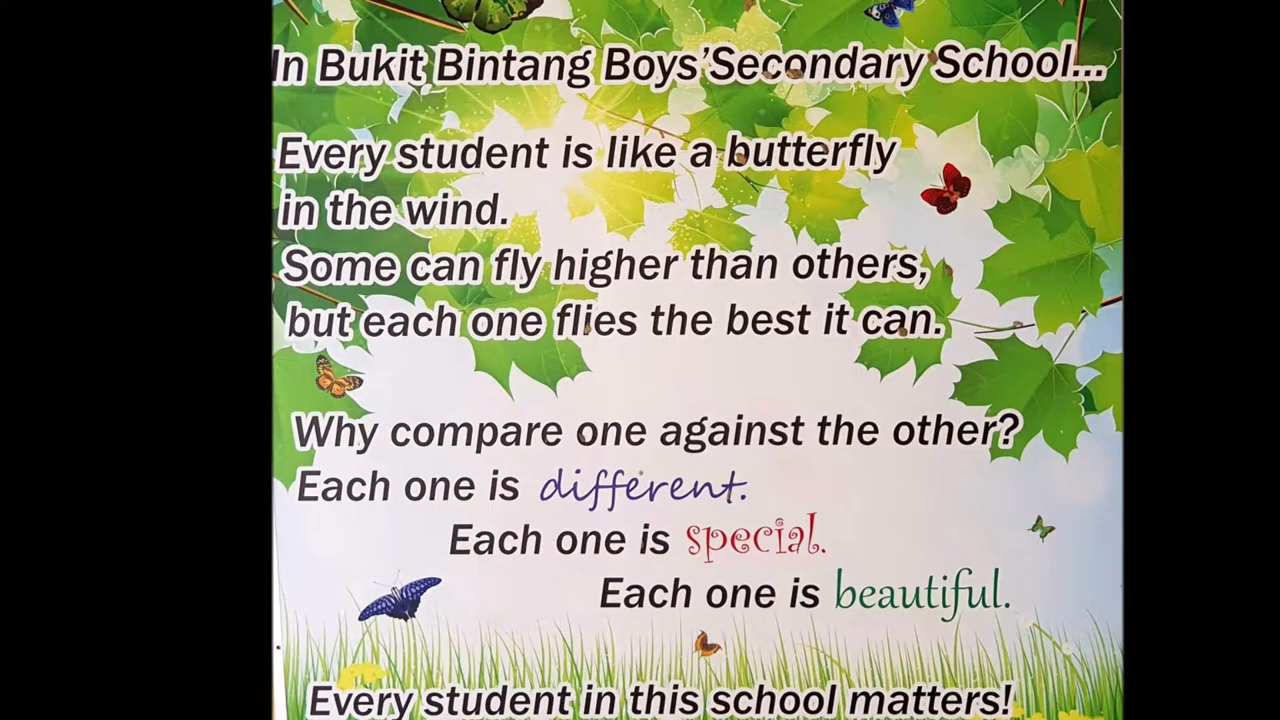 In Bukit Bintang Boys' Secondary School...
Every student is like a butterfly
in the wind.
Some can fly higher than others,
but each one flies the best it can.
Why compare one against the other?
Each one is different.
Each one is special.
Each one is beautiful.
Every student in this school matters!